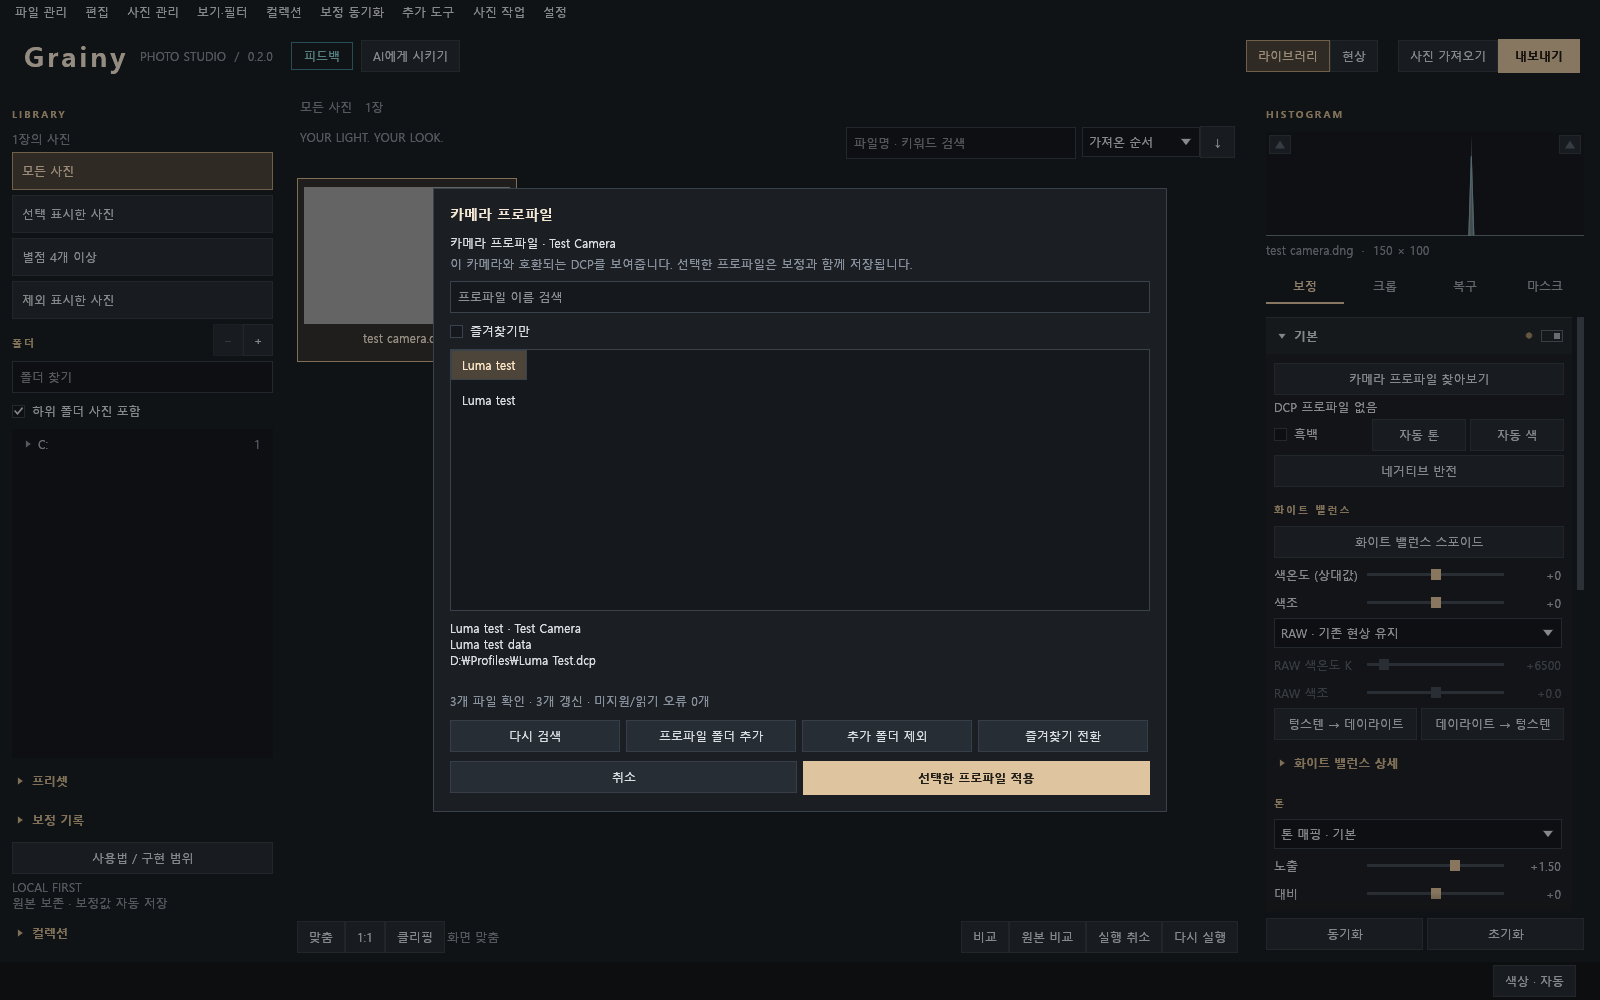 파일 관리 편집 사진 관리 보기·필터 컬렉션 보정 동기화 추가 도구 사진 작업 설정
Grainy PHOTO STUDIO / 0.2.0 피드백 AI에게 시키기 라이브러리 현상 사진 가져오기 내보내기
LIBRARY
1장의 사진
모든 사진
선택 표시한 사진
별점 4개 이상
제외 표시한 사진
폴더 − +
폴더 찾기
하위 폴더 사진 포함
C: 1
프리셋
보정 기록
사용법 / 구현 범위
LOCAL FIRST
원본 보존 · 보정값 자동 저장
컬렉션
모든 사진 1장
YOUR LIGHT. YOUR LOOK.
파일명 · 키워드 검색 가져온 순서 ↓
test camera.d
카메라 프로파일
카메라 프로파일 · Test Camera
이 카메라와 호환되는 DCP를 보여줍니다. 선택한 프로파일은 보정과 함께 저장됩니다.
프로파일 이름 검색
즐겨찾기만
Luma test
Luma test
Luma test · Test Camera
Luma test data
D:₩Profiles₩Luma Test.dcp
3개 파일 확인 · 3개 갱신 · 미지원/읽기 오류 0개
다시 검색 프로파일 폴더 추가 추가 폴더 제외 즐겨찾기 전환
취소 선택한 프로파일 적용
맞춤 1:1 클리핑 화면 맞춤 비교 원본 비교 실행 취소 다시 실행
HISTOGRAM
test camera.dng · 150 × 100
보정 크롭 복구 마스크
기본
카메라 프로파일 찾아보기
DCP 프로파일 없음
흑백 자동 톤 자동 색
네거티브 반전
화이트 밸런스
화이트 밸런스 스포이드
색온도 (상대값) +0
색조 +0
RAW · 기존 현상 유지
RAW 색온도 K +6500
RAW 색조 +0.0
텅스텐 → 데이라이트 데이라이트 → 텅스텐
화이트 밸런스 상세
톤
톤 매핑 · 기본
노출 +1.50
대비 +0
동기화 초기화
색상 · 자동